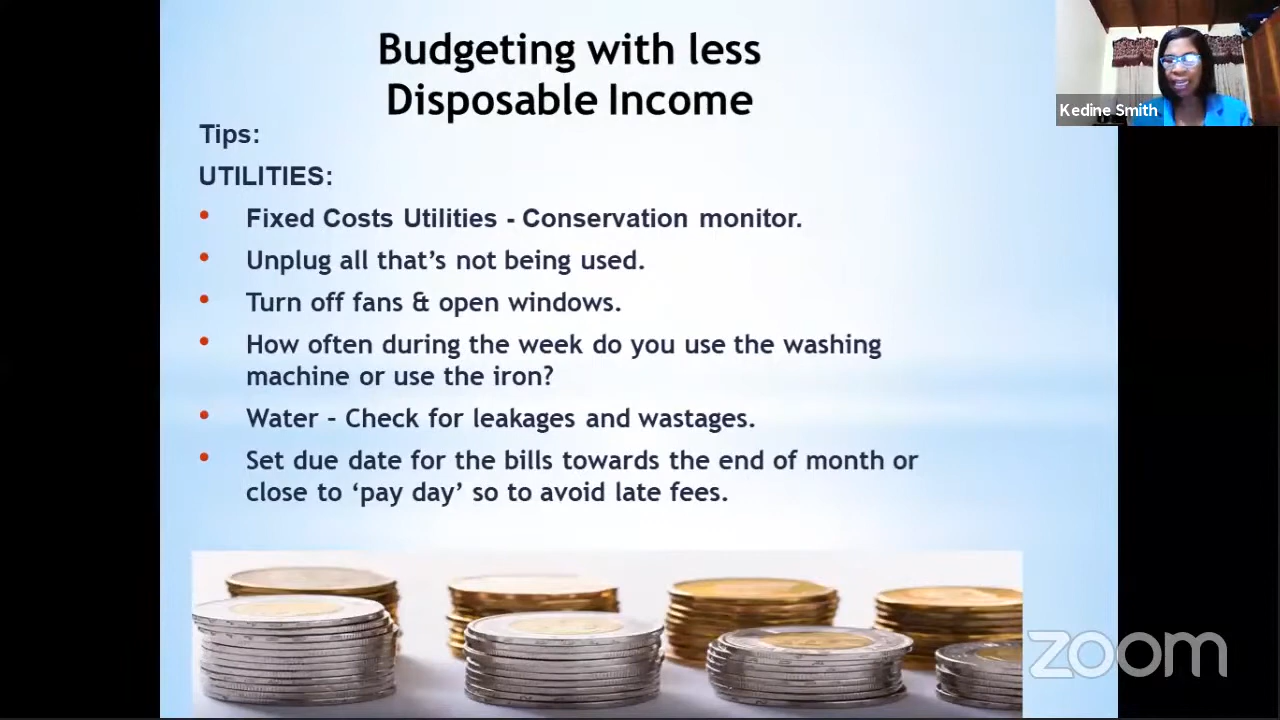 Budgeting with less
Disposable Income
Kedine Smith
Tips:
UTILITIES:
• Fixed Costs Utilities - Conservation monitor.
• Unplug all that's not being used.
• Turn off fans & open windows.
• How often during the week do you use the washing
machine or use the iron?
• Water – Check for leakages and wastages.
• Set due date for the bills towards the end of month or
close to ‘pay day’ so to avoid late fees.
zoom